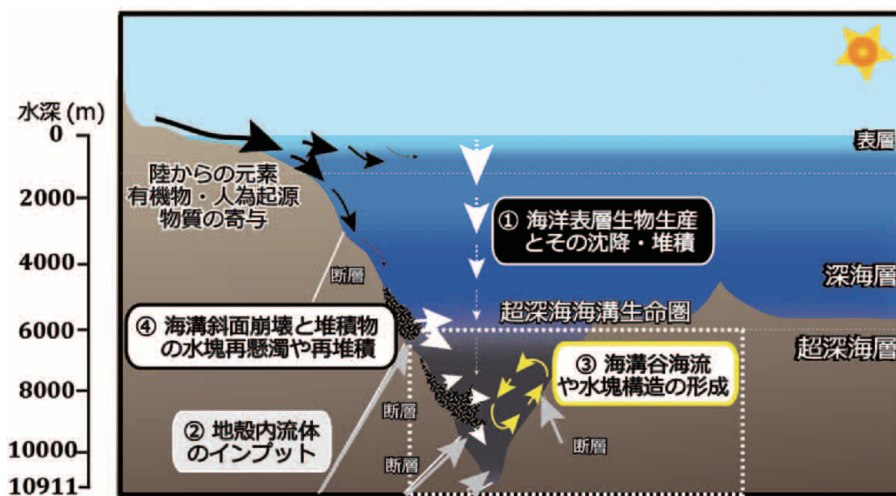 水深 (m)
0
2000
4000
6000
8000
10000
10911
表層
陸からの元素
有機物・人為起源
物質の寄与
① 海洋表層生物生産
とその沈降・堆積
断層
深海層
超深海海溝生命圏
④ 海溝斜面崩壊と堆積物
の水塊再懸濁や再堆積
超深海層
③ 海溝谷海流
や水塊構造の形成
断層
② 地殻内流体
のインプット
断層
断層